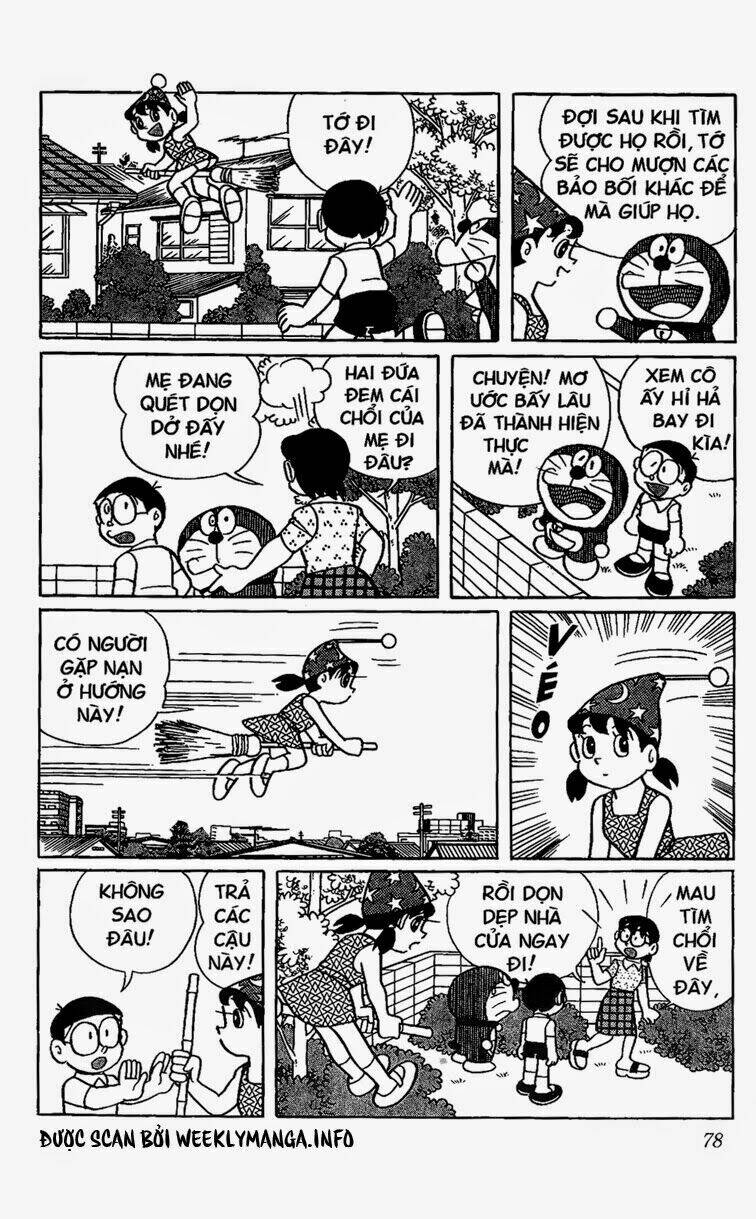 ĐỢI SAU KHI TÌM
ĐƯỢC HỌ RỒI, TỚ
SẼ CHO MƯỢN CÁC
BẢO BỐI KHÁC ĐỂ
MÀ GIÚP HỌ.
TỚ ĐI
ĐÂY!
XEM CÔ
ẤY HỈ HẢ
BAY ĐI
KÌA!
CHUYỆN! MƠ
ƯỚC BẤY LÂU
ĐÃ THÀNH HIỆN
THỰC
MÀ!
HAI ĐỨA
ĐEM CÁI
CHỔI CỦA
MẸ ĐI
ĐÂU?
MẸ ĐANG
QUÉT DỌN
DỞ ĐẤY
NHÉ!
VÈO
CÓ NGƯỜI
GẶP NẠN
Ở HƯỚNG
NÀY!
MAU
TÌM
CHỔI
VỀ
ĐÂY,
RỒI DỌN
DẸP NHÀ
CỬA NGAY
ĐI!
TRẢ
CÁC
CẬU
NÀY!
KHÔNG
SAO
ĐÂU!
ĐƯỢC SCAN BỞI WEEKLYMANGA.INFO
78